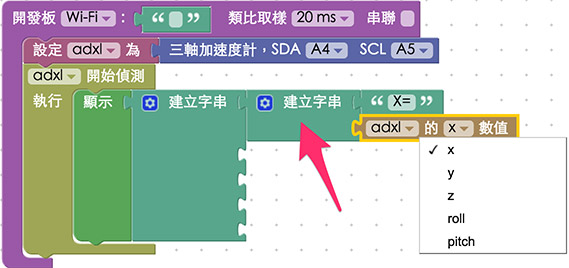 開發板 Wi-Fi ： “ ” 類比取樣 20 ms 串聯
設定 adxl 為 三軸加速度計，SDA A4 SCL A5
adxl 開始偵測
執行 顯示 建立字串 建立字串 “ X= ”
adxl 的 x 數值
✓ x
y
z
roll
pitch